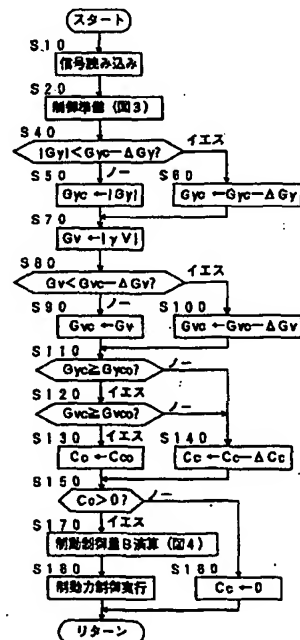 スタート
S10
信号読み込み
S20
制御準備（図3）
S40
|Gy|<Gyc−ΔGy?
イエス
ノー
S50
S60
Gyc←|Gy|
Gyc←Gyc−ΔGy
S70
Gv←|γV|
S80
Gv<Gvc−ΔGv?
イエス
ノー
S90
S100
Gvc←Gv
Gvc←Gvc−ΔGv
S110
Gyc≧Gyco?
ノー
イエス
S120
Gvc≧Gvco?
ノー
イエス
S130
S140
Cc←Cco
Cc←Cc−ΔCc
S150
Cc>0?
ノー
イエス
S170
制動制御量B演算（図4）
S180
S160
制動力制御実行
Cc←0
リターン